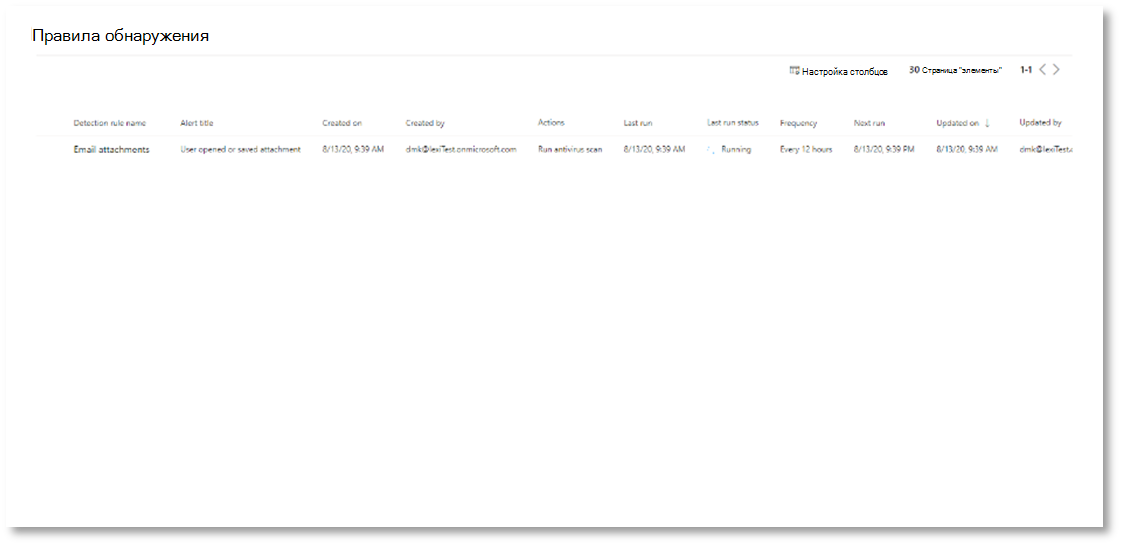 Правила обнаружения
Настройка столбцов 30 Страница "элементы" 1-1
Detection rule name Alert title Created on Created by Actions Last run Last run status Frequency Next run Updated on ↓ Updated by
Email attachments User opened or saved attachment 8/13/20, 9:39 AM dmk@lexiTest.onmicrosoft.com Run antivirus scan 8/13/20, 9:39 AM Running Every 12 hours 8/13/20, 9:39 PM 8/13/20, 9:39 AM dmk@lexiTest.